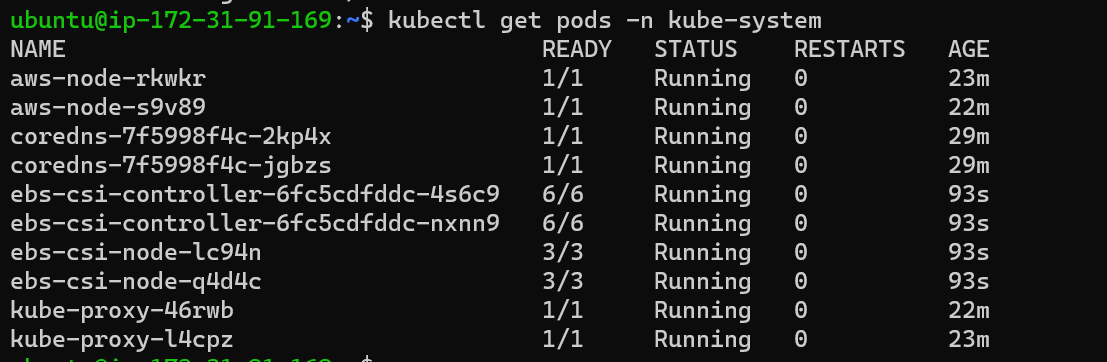 ubuntu@ip-172-31-91-169:~$ kubectl get pods -n kube-system
NAME READY STATUS RESTARTS AGE
aws-node-rkwkr 1/1 Running 0 23m
aws-node-s9v89 1/1 Running 0 22m
coredns-7f5998f4c-2kp4x 1/1 Running 0 29m
coredns-7f5998f4c-jgbzs 1/1 Running 0 29m
ebs-csi-controller-6fc5cdfddc-4s6c9 6/6 Running 0 93s
ebs-csi-controller-6fc5cdfddc-nxnn9 6/6 Running 0 93s
ebs-csi-node-lc94n 3/3 Running 0 93s
ebs-csi-node-q4d4c 3/3 Running 0 93s
kube-proxy-46rwb 1/1 Running 0 22m
kube-proxy-l4cpz 1/1 Running 0 23m